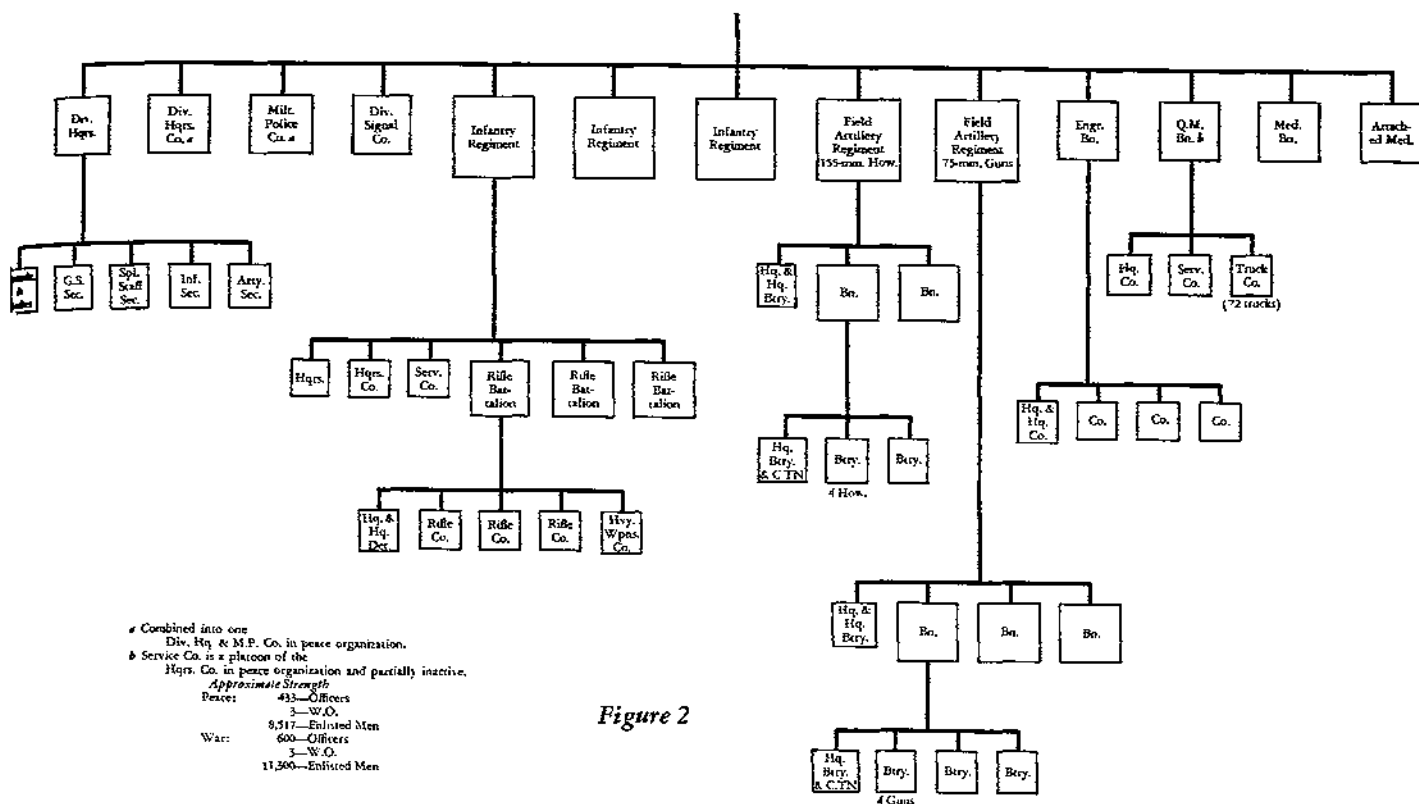 Div.
Hqrs.
Div.
Hqrs.
Co. a
Milt.
Police
Co. a
Div.
Signal
Co.
Infantry
Regiment
Infantry
Regiment
Infantry
Regiment
Field
Artillery
Regiment
155-mm. How.
Field
Artillery
Regiment
75-mm. Guns
Engr.
Bn.
Q.M.
Bn. b
Med.
Bn.
Attach-
ed Med.
&
G.S.
Sec.
Spl.
Staff
Sec.
Inf.
Sec.
Arty.
Sec.
Hq. &
Hq.
Btry.
Bn.
Bn.
Hq.
Co.
Serv.
Co.
Truck
Co.
(72 trucks)
Hqrs.
Hqrs.
Co.
Serv.
Co.
Rifle
Bat-
talion
Rifle
Bat-
talion
Rifle
Bat-
talion
Hq. &
Hq.
Co.
Co.
Co.
Co.
Hq.
Btry.
& C.TN
Btry.
4 How.
Btry.
Hq. &
Hq.
Det.
Rifle
Co.
Rifle
Co.
Rifle
Co.
Hvy.
Wpns.
Co.
Hq. &
Hq.
Btry.
Bn.
Bn.
Bn.
Hq.
Btry.
& C.TN
Btry.
4 Guns
Btry.
Btry.
a Combined into one
Div. Hq. & M.P. Co. in peace organization.
b Service Co. is a platoon of the
Hqrs. Co. in peace organization and partially inactive.
Approximate Strength
Peace: 433—Officers
3—W.O.
8,517—Enlisted Men
War: 600—Officers
3—W.O.
11,300—Enlisted Men
Figure 2